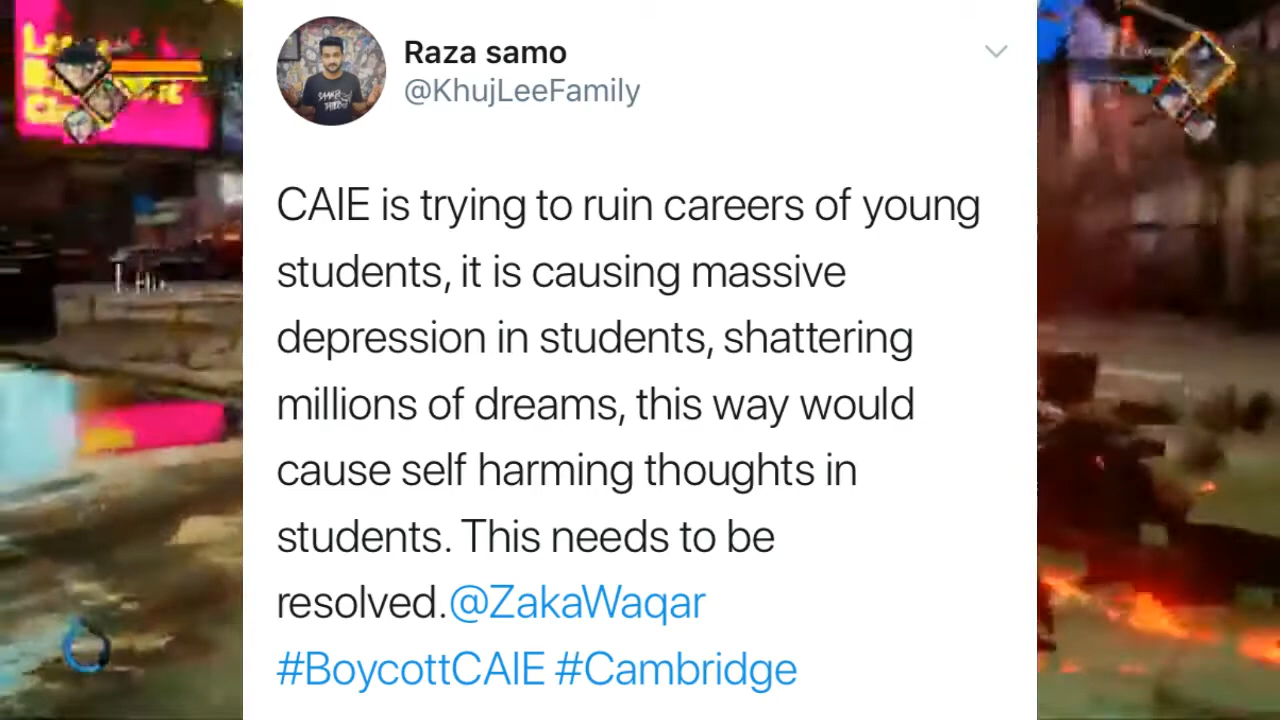 Raza samo
@KhujLeeFamily
CAIE is trying to ruin careers of young
students, it is causing massive
depression in students, shattering
millions of dreams, this way would
cause self harming thoughts in
students. This needs to be
resolved.@ZakaWaqar
#BoycottCAIE #Cambridge